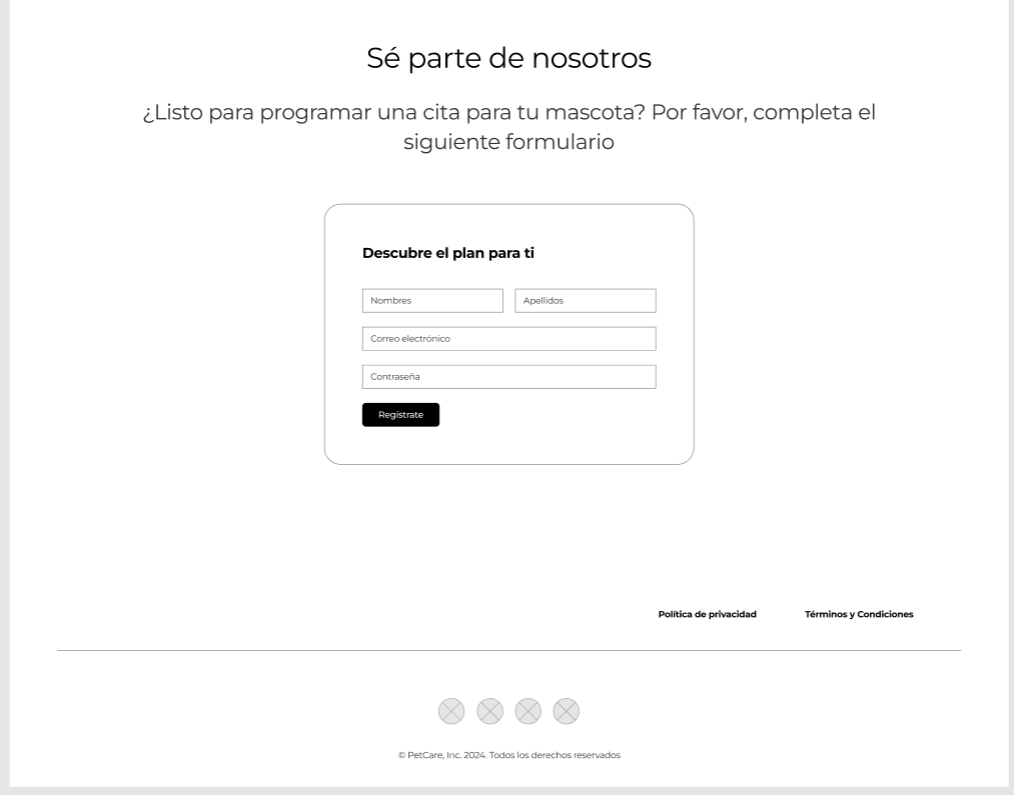 Sé parte de nosotros
¿Listo para programar una cita para tu mascota? Por favor, completa el
siguiente formulario
Descubre el plan para ti
Nombres
Apellidos
Correo electrónico
Contraseña
Regístrate
Política de privacidad
Términos y Condiciones
© PetCare, Inc. 2024. Todos los derechos reservados